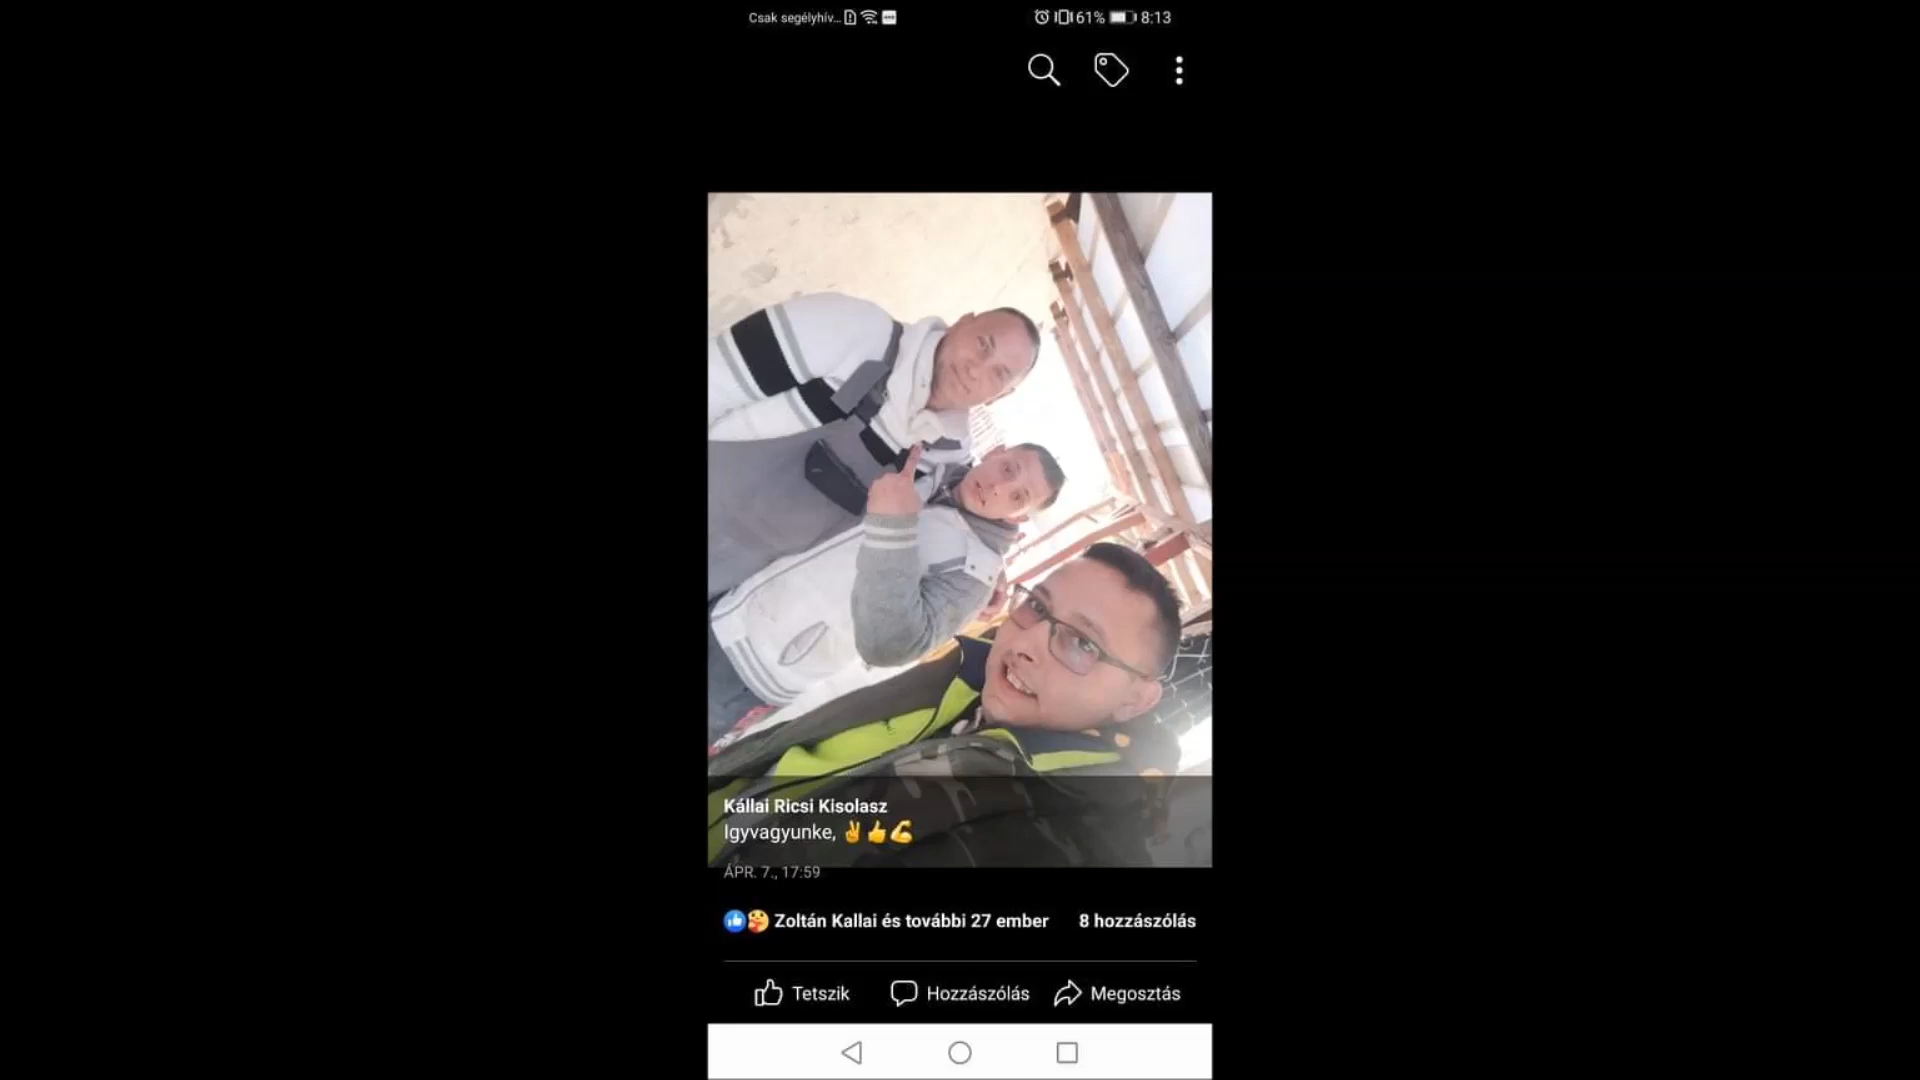 Csak segélyhív... 61% 8:13
Kállai Ricsi Kisolasz
Igyvagyunke, ✌👍💪
ÁPR. 7., 17:59
Zoltán Kallai és további 27 ember 8 hozzászólás
Tetszik Hozzászólás Megosztás